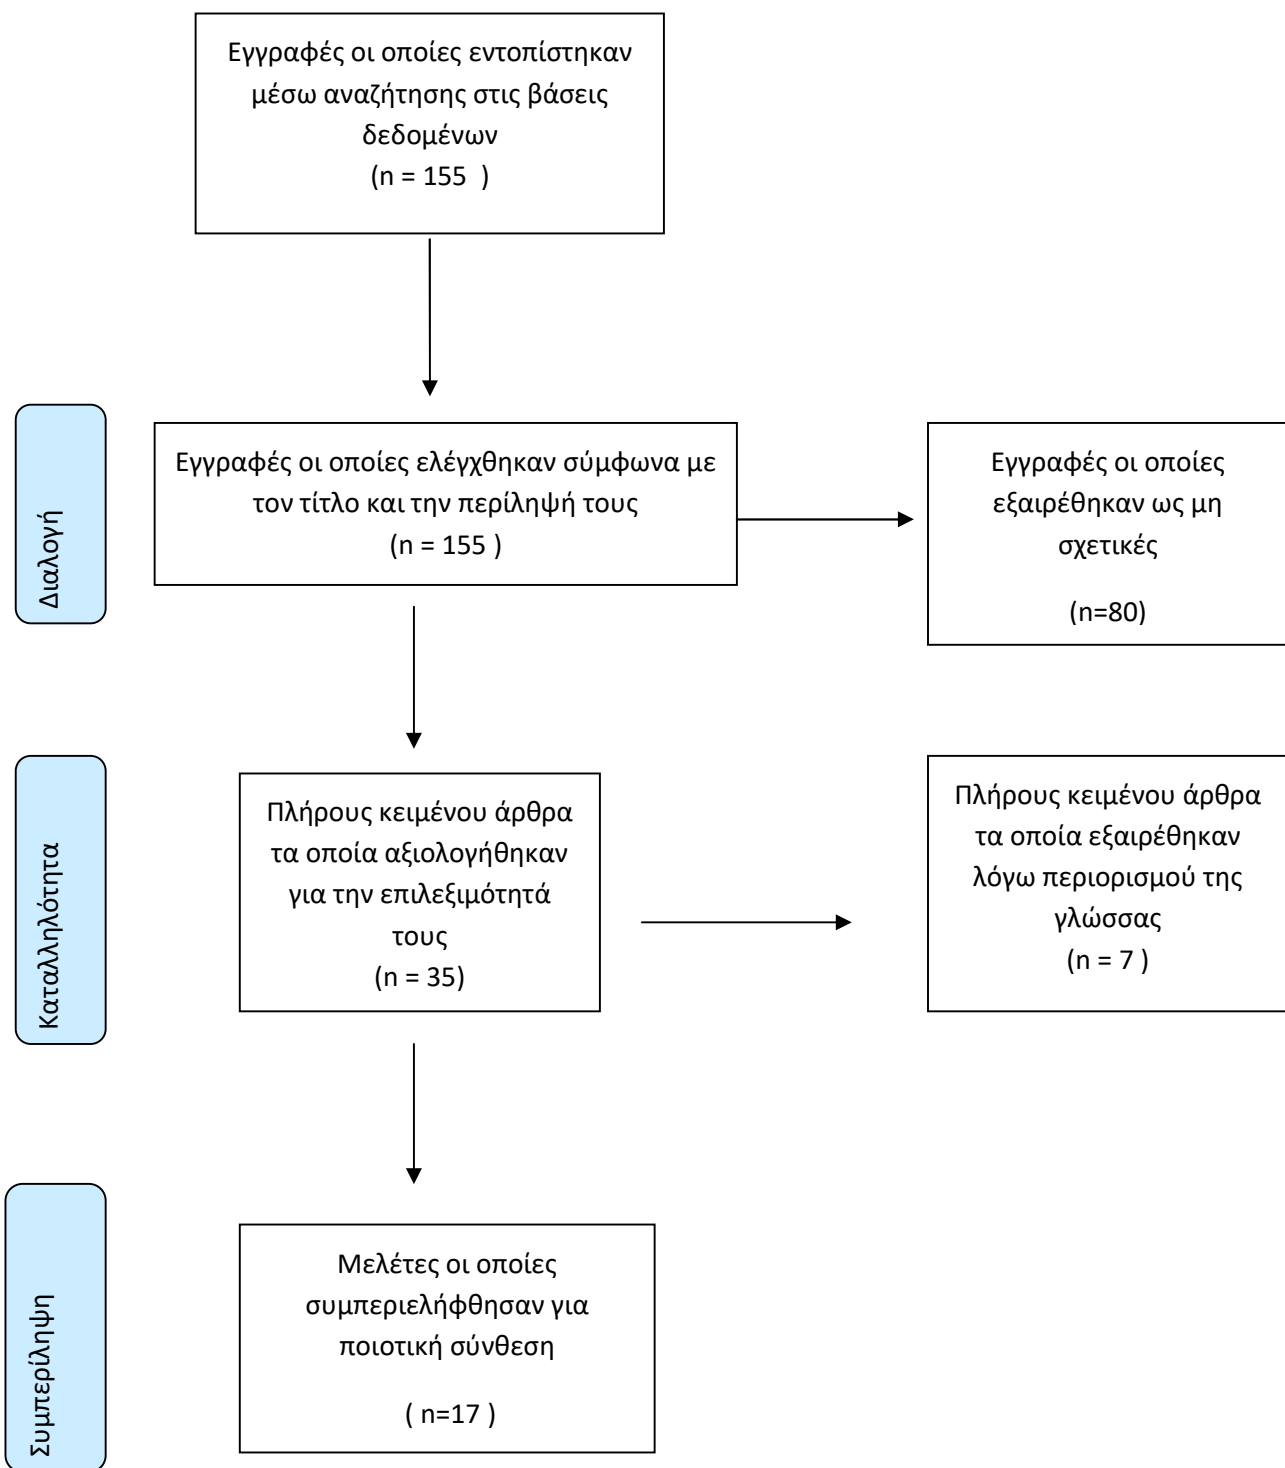 Εγγραφές οι οποίες εντοπίστηκαν
μέσω αναζήτησης στις βάσεις
δεδομένων
(n = 155 )
Διαλογή
Εγγραφές οι οποίες ελέγχθηκαν σύμφωνα με
τον τίτλο και την περίληψή τους
(n = 155 )
Εγγραφές οι οποίες
εξαιρέθηκαν ως μη
σχετικές
(n=80)
Καταλληλότητα
Πλήρους κειμένου άρθρα
τα οποία αξιολογήθηκαν
για την επιλεξιμότητά
τους
(n = 35)
Πλήρους κειμένου άρθρα
τα οποία εξαιρέθηκαν
λόγω περιορισμού της
γλώσσας
(n = 7 )
Συμπερίληψη
Μελέτες οι οποίες
συμπεριελήφθησαν για
ποιοτική σύνθεση
( n=17 )